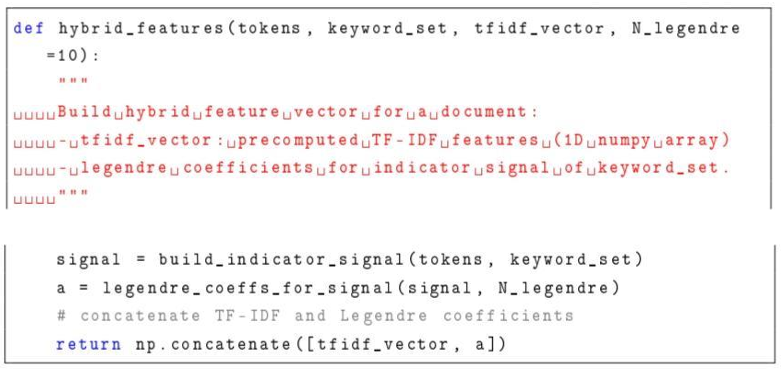 def hybrid_features(tokens, keyword_set, tfidf_vector, N_legendre
=10):
"""
␣␣␣␣Build␣hybrid␣feature␣vector␣for␣a␣document:
␣␣␣␣-␣tfidf_vector:␣precomputed␣TF-IDF␣features␣(1D␣numpy␣array)
␣␣␣␣-␣legendre␣coefficients␣for␣indicator␣signal␣of␣keyword_set.
␣␣␣␣"""
signal = build_indicator_signal(tokens, keyword_set)
a = legendre_coeffs_for_signal(signal, N_legendre)
# concatenate TF-IDF and Legendre coefficients
return np.concatenate([tfidf_vector, a])